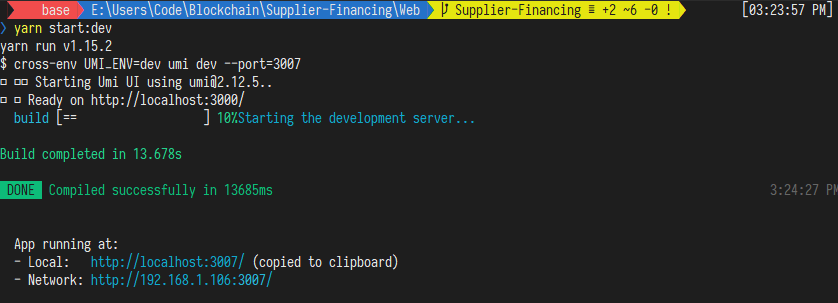 base E:\Users\Code\Blockchain\Supplier-Financing\Web Supplier-Financing ≡ +2 ~6 -0 ! [03:23:57 PM]
❯ yarn start:dev
yarn run v1.15.2
$ cross-env UMI_ENV=dev umi dev --port=3007
Starting Umi UI using umi@2.12.5..
Ready on http://localhost:3000/
build [== ] 10%Starting the development server...
Build completed in 13.678s
DONE Compiled successfully in 13685ms 3:24:27 PM
App running at:
- Local: http://localhost:3007/ (copied to clipboard)
- Network: http://192.168.1.106:3007/